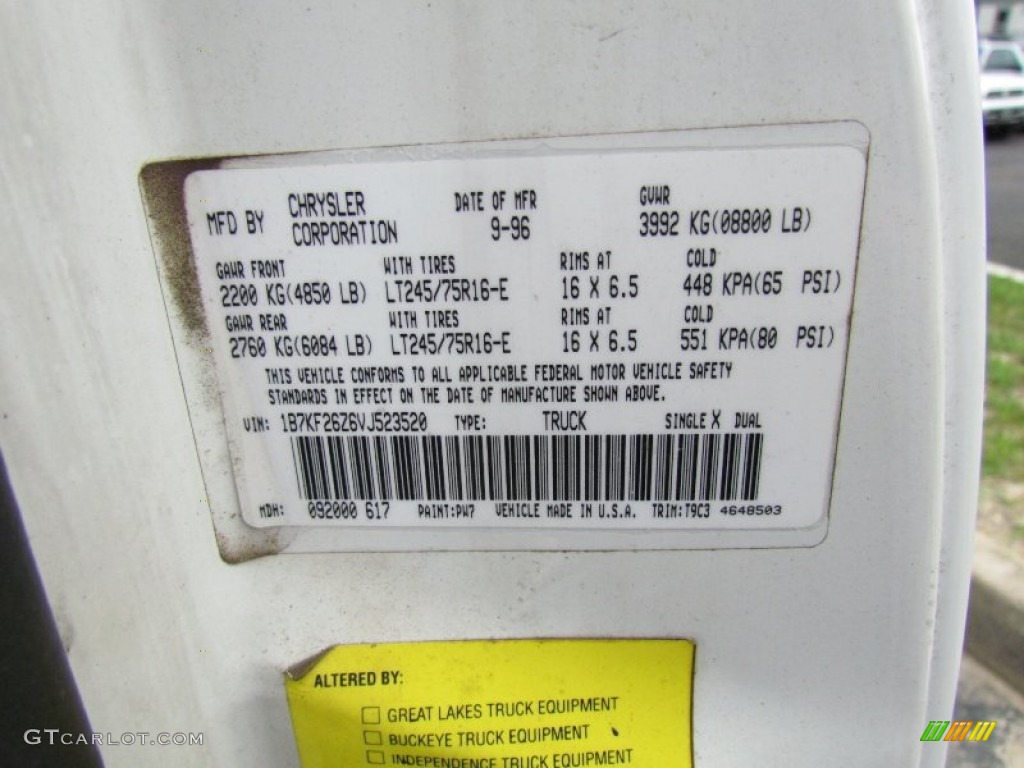 MFD BY CHRYSLER CORPORATION DATE OF MFR 9-96 GVWR 3992 KG(08800 LB)
GAWR FRONT WITH TIRES RIMS AT COLD
2200 KG(4850 LB) LT245/75R16-E 16 X 6.5 448 KPA(65 PSI)
GAWR REAR WITH TIRES RIMS AT COLD
2760 KG(6084 LB) LT245/75R16-E 16 X 6.5 551 KPA(80 PSI)
THIS VEHICLE CONFORMS TO ALL APPLICABLE FEDERAL MOTOR VEHICLE SAFETY
STANDARDS IN EFFECT ON THE DATE OF MANUFACTURE SHOWN ABOVE.
VIN: 1B7KF26Z6VJ523520 TYPE: TRUCK SINGLE X DUAL
MDH: 092000 617 PAINT:PW7 VEHICLE MADE IN U.S.A. TRIM:T9C3 4648503
ALTERED BY:
GREAT LAKES TRUCK EQUIPMENT
BUCKEYE TRUCK EQUIPMENT
INDEPENDENCE TRUCK EQUIPMENT
GTCARLOT.COM